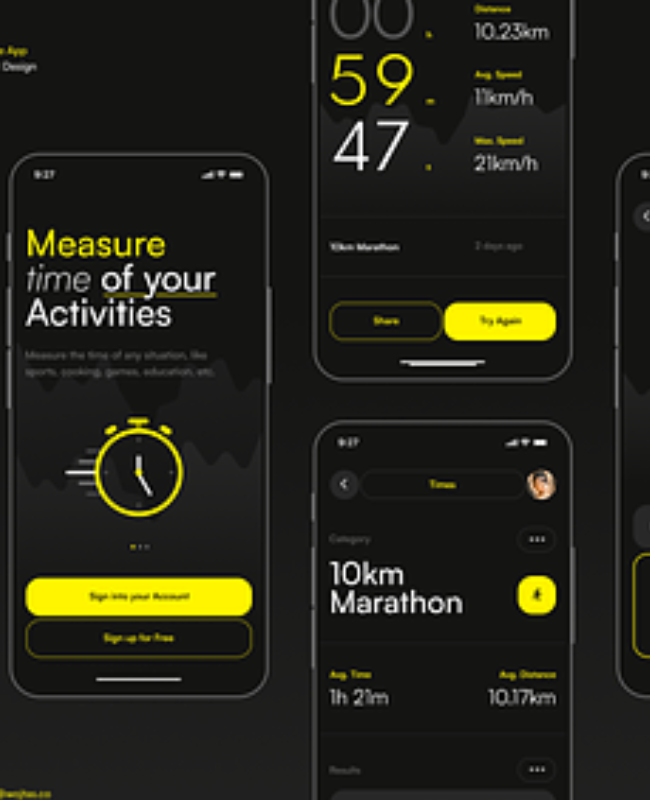 App
Design
9:27
Measure
time of your
Activities
Measure the time of any situation, like
sports, cooking, games, education, etc.
Sign into your Account
Sign up for Free
00 h
59 m
47 s
Distance
10.23km
Avg. Speed
11km/h
Max. Speed
21km/h
10km Marathon
2 days ago
Share
Try Again
9:27
Times
Category
10km
Marathon
Avg. Time
1h 21m
Avg. Distance
10.17km
Results